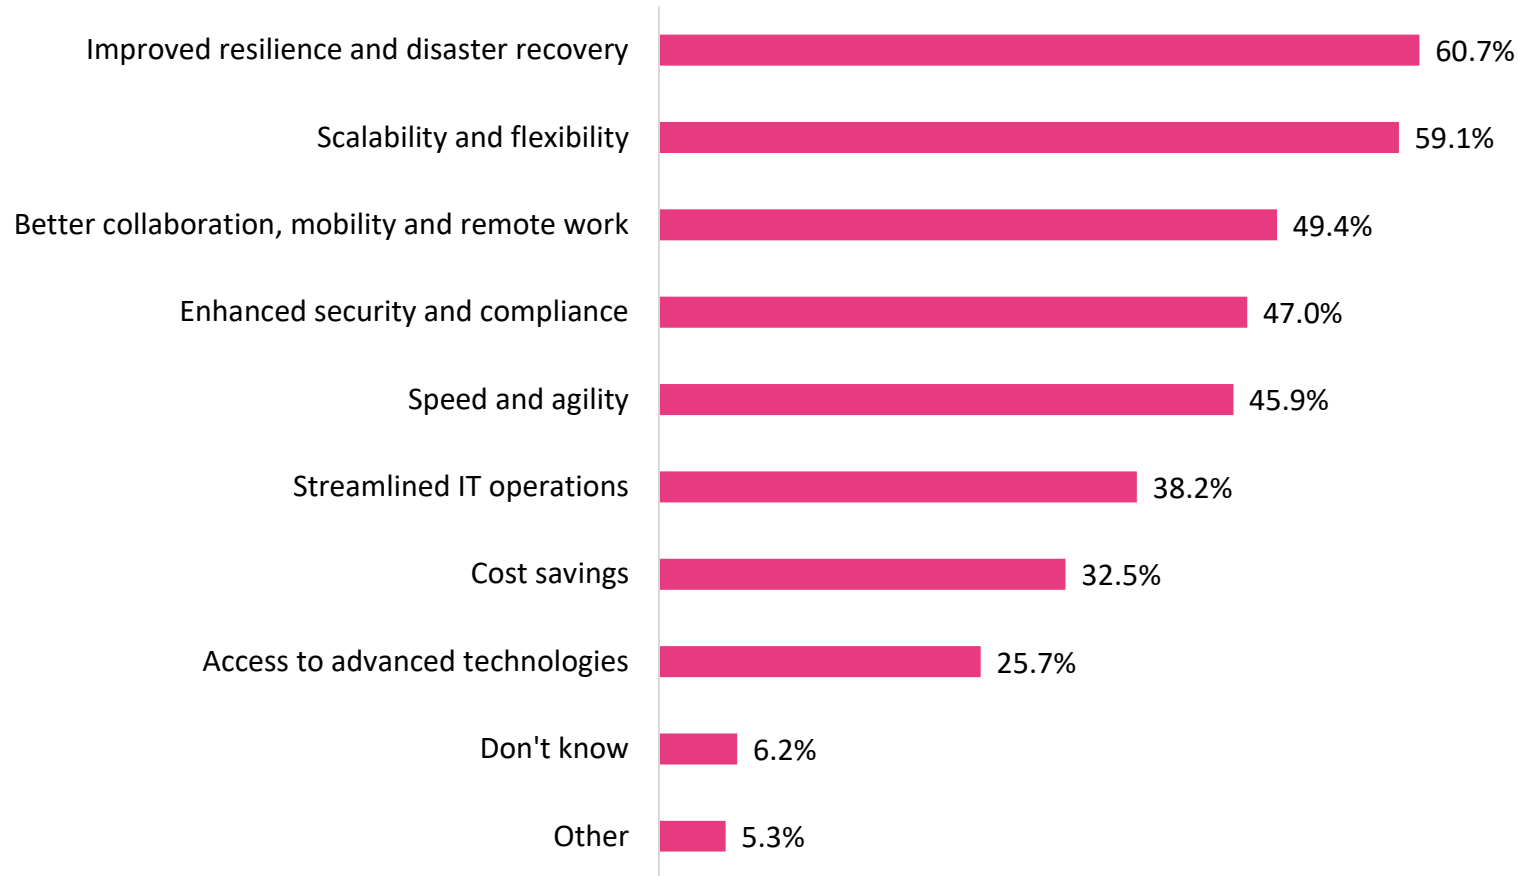 Improved resilience and disaster recovery 60.7%
Scalability and flexibility 59.1%
Better collaboration, mobility and remote work 49.4%
Enhanced security and compliance 47.0%
Speed and agility 45.9%
Streamlined IT operations 38.2%
Cost savings 32.5%
Access to advanced technologies 25.7%
Don't know 6.2%
Other 5.3%